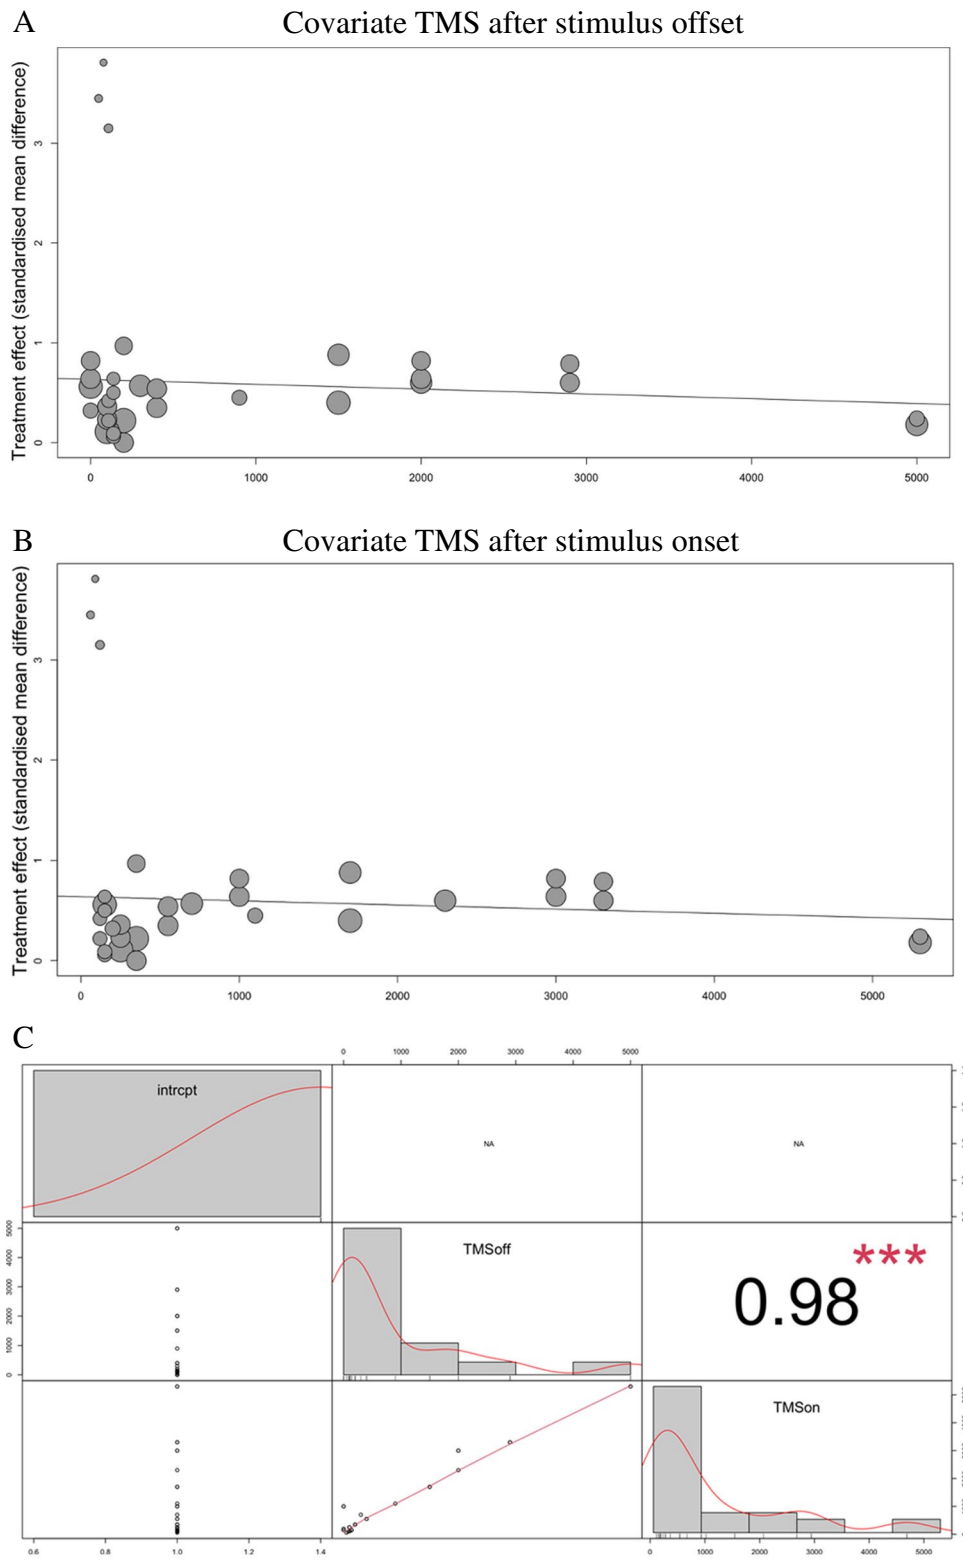 A
Covariate TMS after stimulus offset
Treatment effect (standardised mean difference)
3
2
1
0
0 1000 2000 3000 4000 5000
B
Covariate TMS after stimulus onset
Treatment effect (standardised mean difference)
3
2
1
0
0 1000 2000 3000 4000 5000
C
0 1000 2000 3000 4000 5000
intrcpt
NA
NA
5000
4000
3000
2000
1000
0
TMSoff
0.98
***
TMSon
0.6 0.8 1.0 1.2 1.4
0 1000 2000 3000 4000 5000